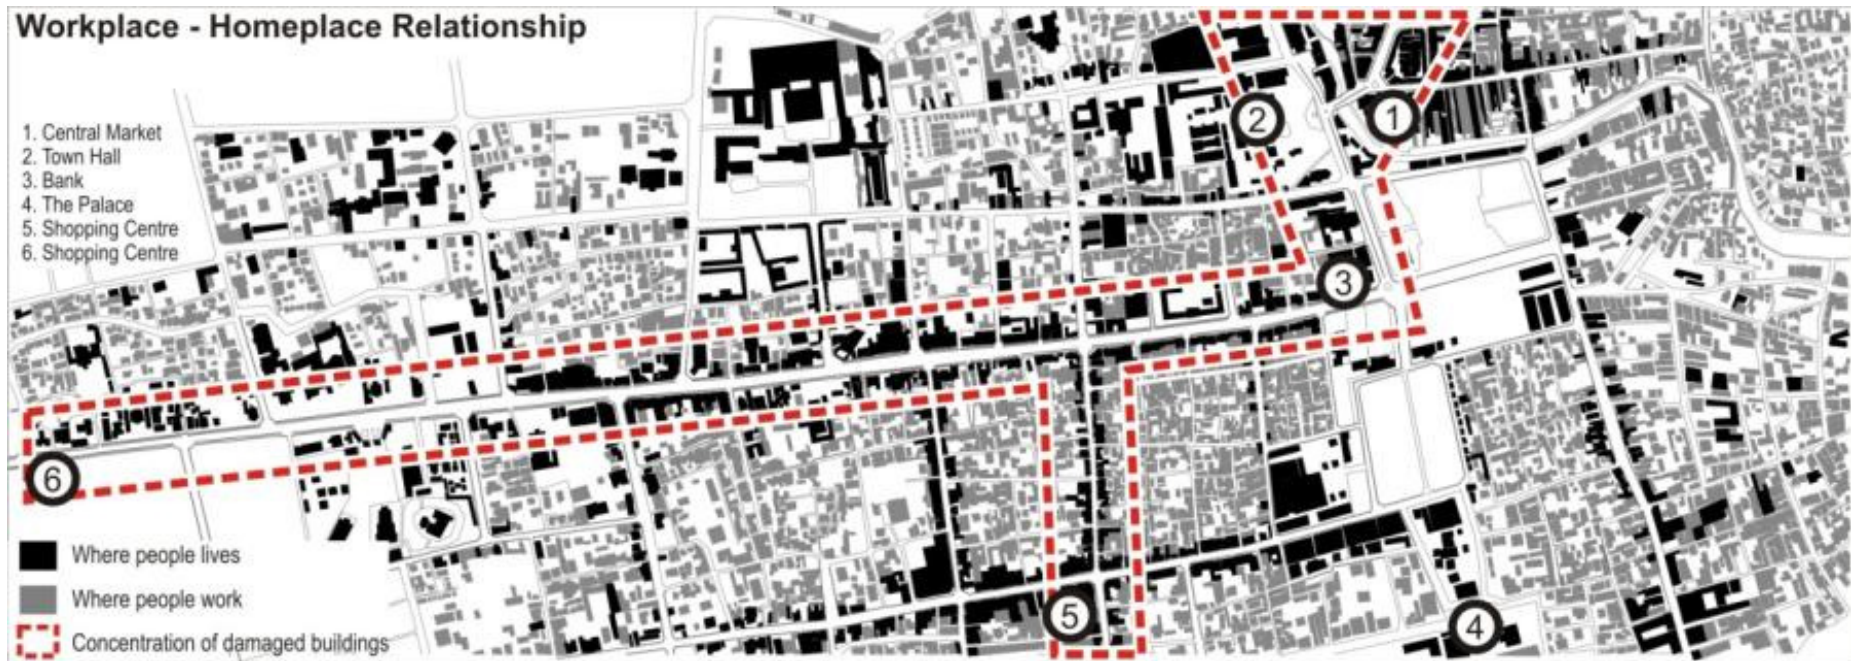 Workplace - Homeplace Relationship
1. Central Market
2. Town Hall
3. Bank
4. The Palace
5. Shopping Centre
6. Shopping Centre
2
1
3
6
5
4
Where people lives
Where people work
Concentration of damaged buildings